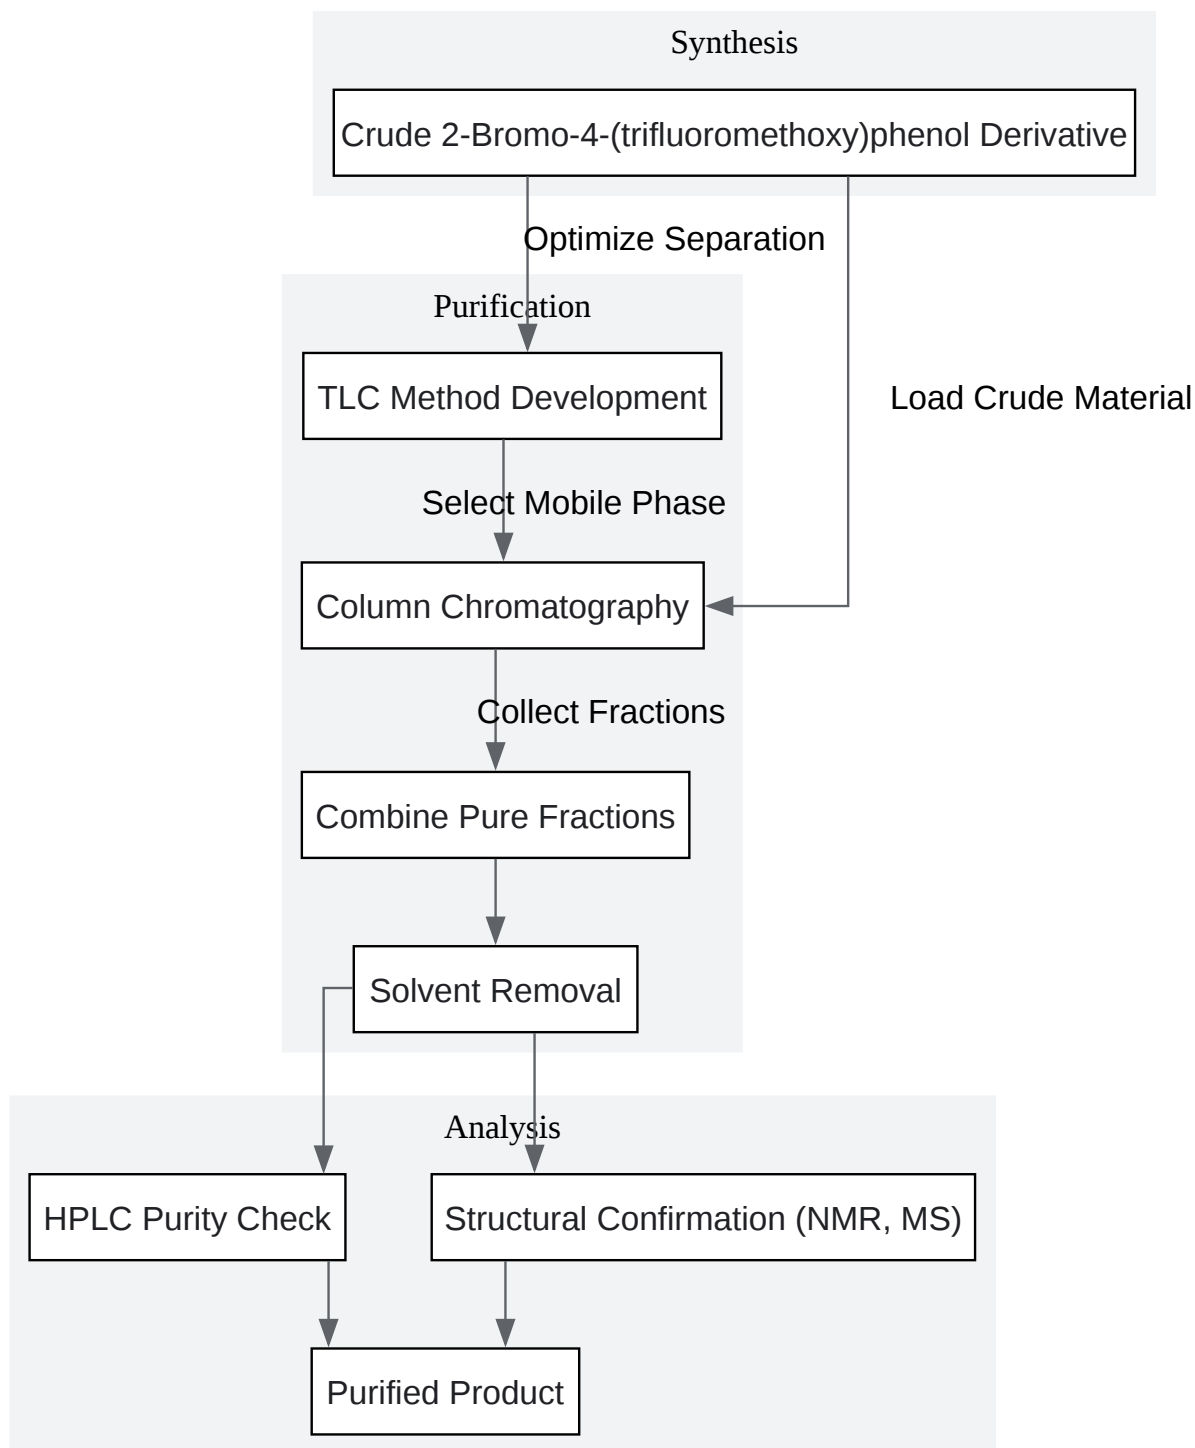 Synthesis
Crude 2-Bromo-4-(trifluoromethoxy)phenol Derivative
Optimize Separation
Purification
TLC Method Development
Load Crude Material
Select Mobile Phase
Column Chromatography
Collect Fractions
Combine Pure Fractions
Solvent Removal
Analysis
HPLC Purity Check
Structural Confirmation (NMR, MS)
Purified Product